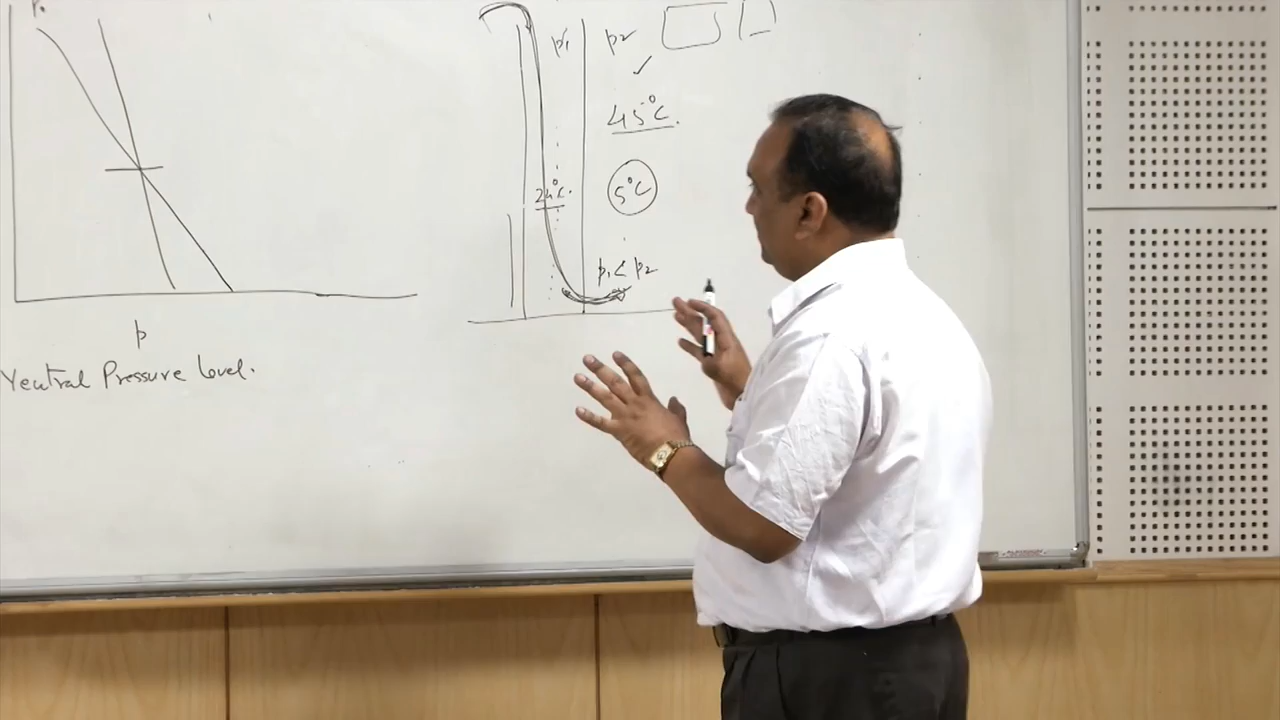 p
Neutral Pressure Level.
p₁
p₂
45°C.
24°C.
5°C
p₁ < p₂